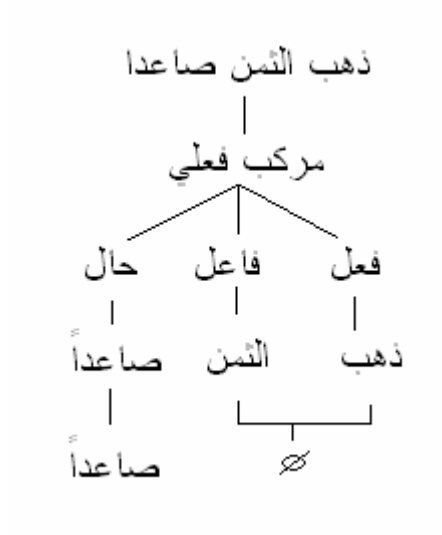 ذهب الثمن صاعدا
مركب فعلي
فعل فاعل حال
ذهب الثمن صاعداً
∅ صاعداً